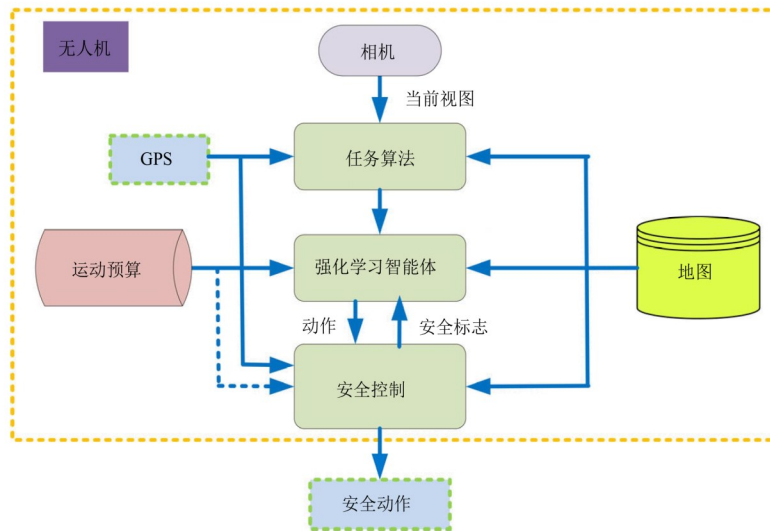 无人机
相机
当前视图
GPS
任务算法
运动预算
强化学习智能体
地图
动作
安全标志
安全控制
安全动作